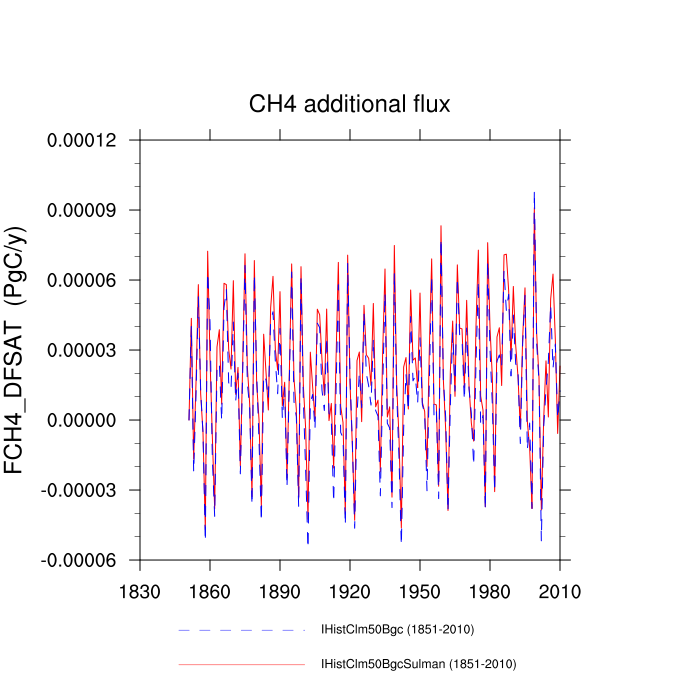 CH4 additional flux
FCH4_DFSAT (PgC/y)
0.00012
0.00009
0.00006
0.00003
0.00000
-0.00003
-0.00006
1830 1860 1890 1920 1950 1980 2010
IHistClm50Bgc (1851-2010)
IHistClm50BgcSulman (1851-2010)